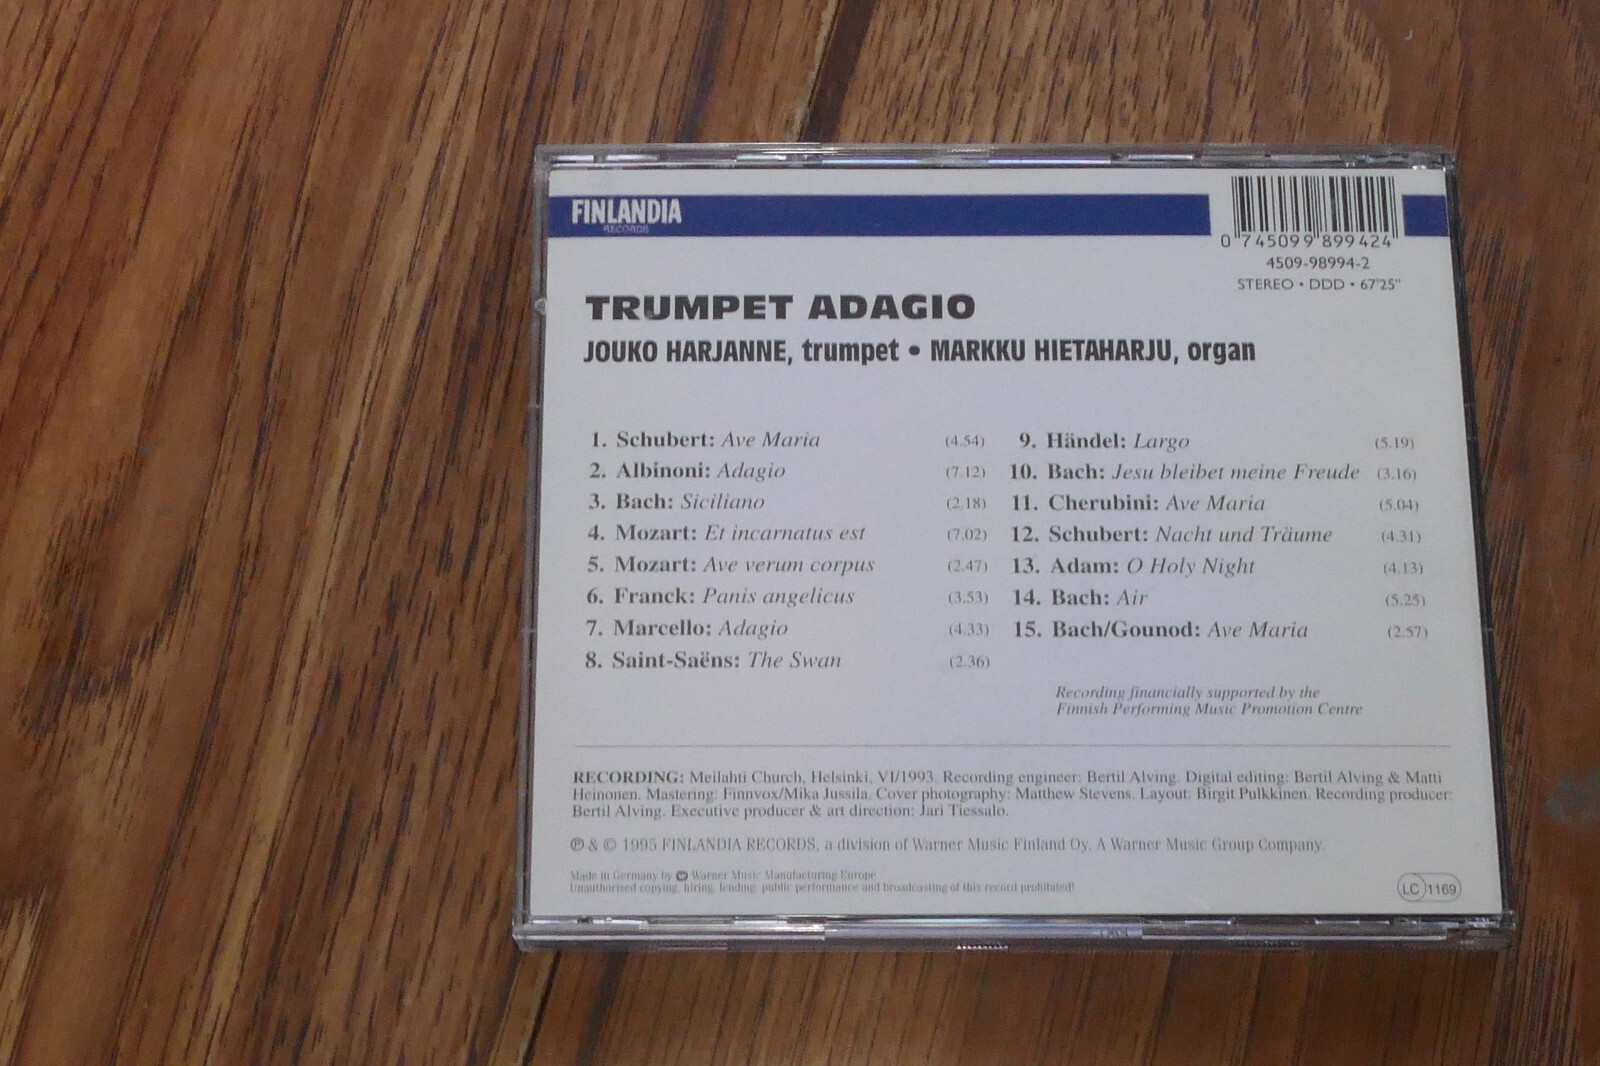 FINLANDIA
RECORDS
0 745099 899424
4509-98994-2
STEREO • DDD • 67'25"
TRUMPET ADAGIO
JOUKO HARJANNE, trumpet • MARKKU HIETAHARJU, organ
1. Schubert: Ave Maria (4.54)
2. Albinoni: Adagio (7.12)
3. Bach: Siciliano (2.18)
4. Mozart: Et incarnatus est (7.02)
5. Mozart: Ave verum corpus (2.47)
6. Franck: Panis angelicus (3.53)
7. Marcello: Adagio (4.33)
8. Saint-Saëns: The Swan (2.36)
9. Händel: Largo (5.19)
10. Bach: Jesu bleibet meine Freude (3.16)
11. Cherubini: Ave Maria (5.04)
12. Schubert: Nacht und Träume (4.31)
13. Adam: O Holy Night (4.13)
14. Bach: Air (5.25)
15. Bach/Gounod: Ave Maria (2.57)
Recording financially supported by the
Finnish Performing Music Promotion Centre
RECORDING: Meilahti Church, Helsinki, VI/1993. Recording engineer: Bertil Alving. Digital editing: Bertil Alving & Matti
Heinonen. Mastering: Finnvox/Mika Jussila. Cover photography: Matthew Stevens. Layout: Birgit Pulkkinen. Recording producer:
Bertil Alving. Executive producer & art direction: Jari Tiessalo.
℗ & © 1995 FINLANDIA RECORDS, a division of Warner Music Finland Oy. A Warner Music Group Company.
Made in Germany by Warner Music Manufacturing Europe
Unauthorised copying, hiring, lending, public performance and broadcasting of this record prohibited!
LC 1169